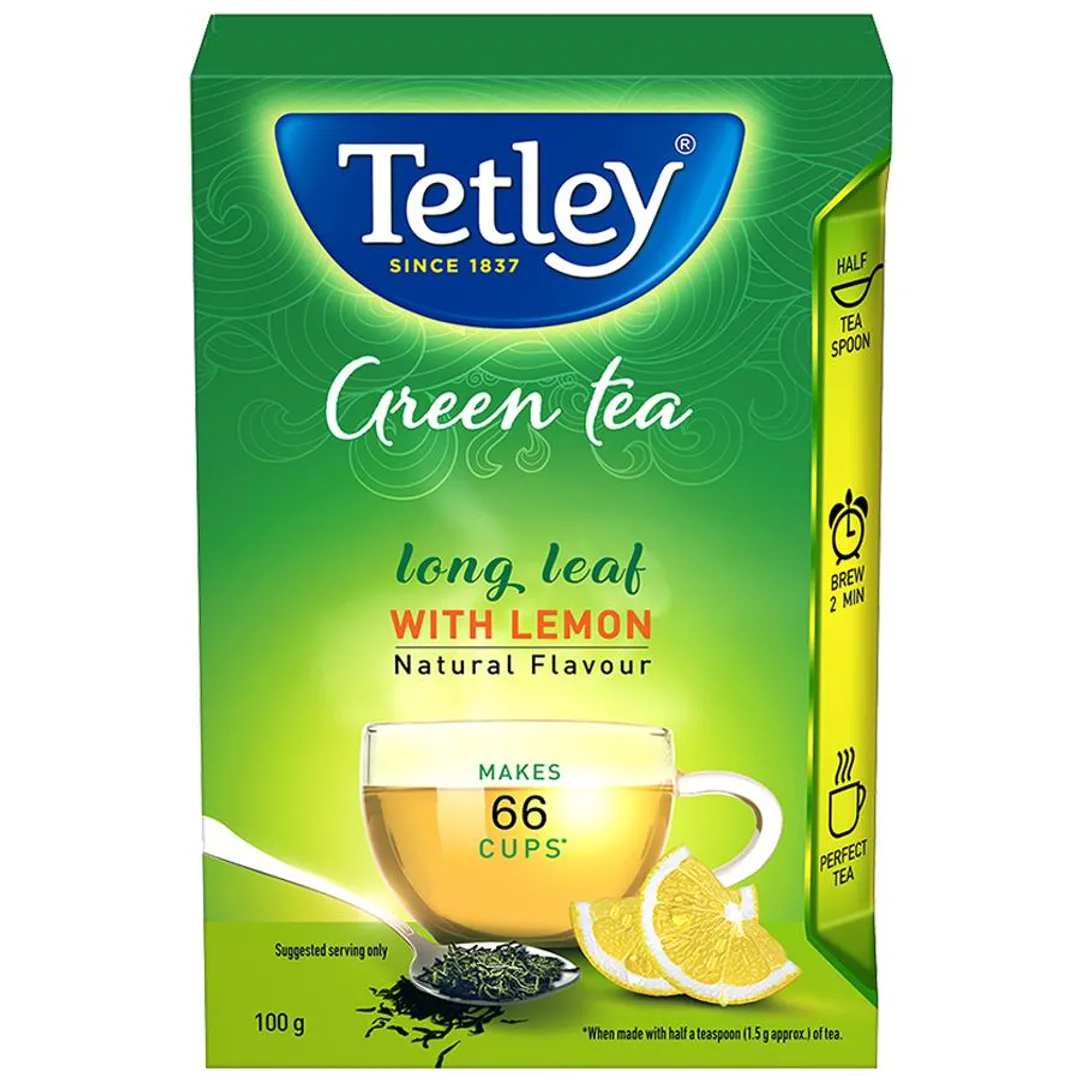 Tetley®
SINCE 1837
Green tea
long leaf
WITH LEMON
Natural Flavour
MAKES
66
CUPS*
Suggested serving only
100 g
*When made with half a teaspoon (1.5 g approx.) of tea.
HALF
TEA
SPOON
BREW
2 MIN
PERFECT
TEA